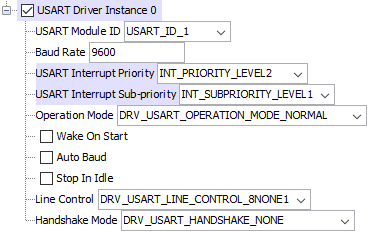 USART Driver Instance 0
USART Module ID USART_ID_1
Baud Rate 9600
USART Interrupt Priority INT_PRIORITY_LEVEL2
USART Interrupt Sub-priority INT_SUBPRIORITY_LEVEL1
Operation Mode DRV_USART_OPERATION_MODE_NORMAL
Wake On Start
Auto Baud
Stop In Idle
Line Control DRV_USART_LINE_CONTROL_8NONE1
Handshake Mode DRV_USART_HANDSHAKE_NONE